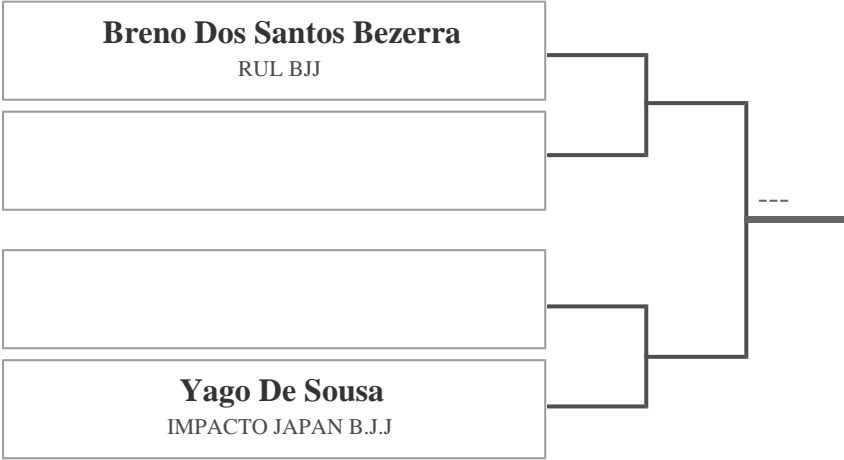 Breno Dos Santos Bezerra
RUL BJJ
---
Yago De Sousa
IMPACTO JAPAN B.J.J